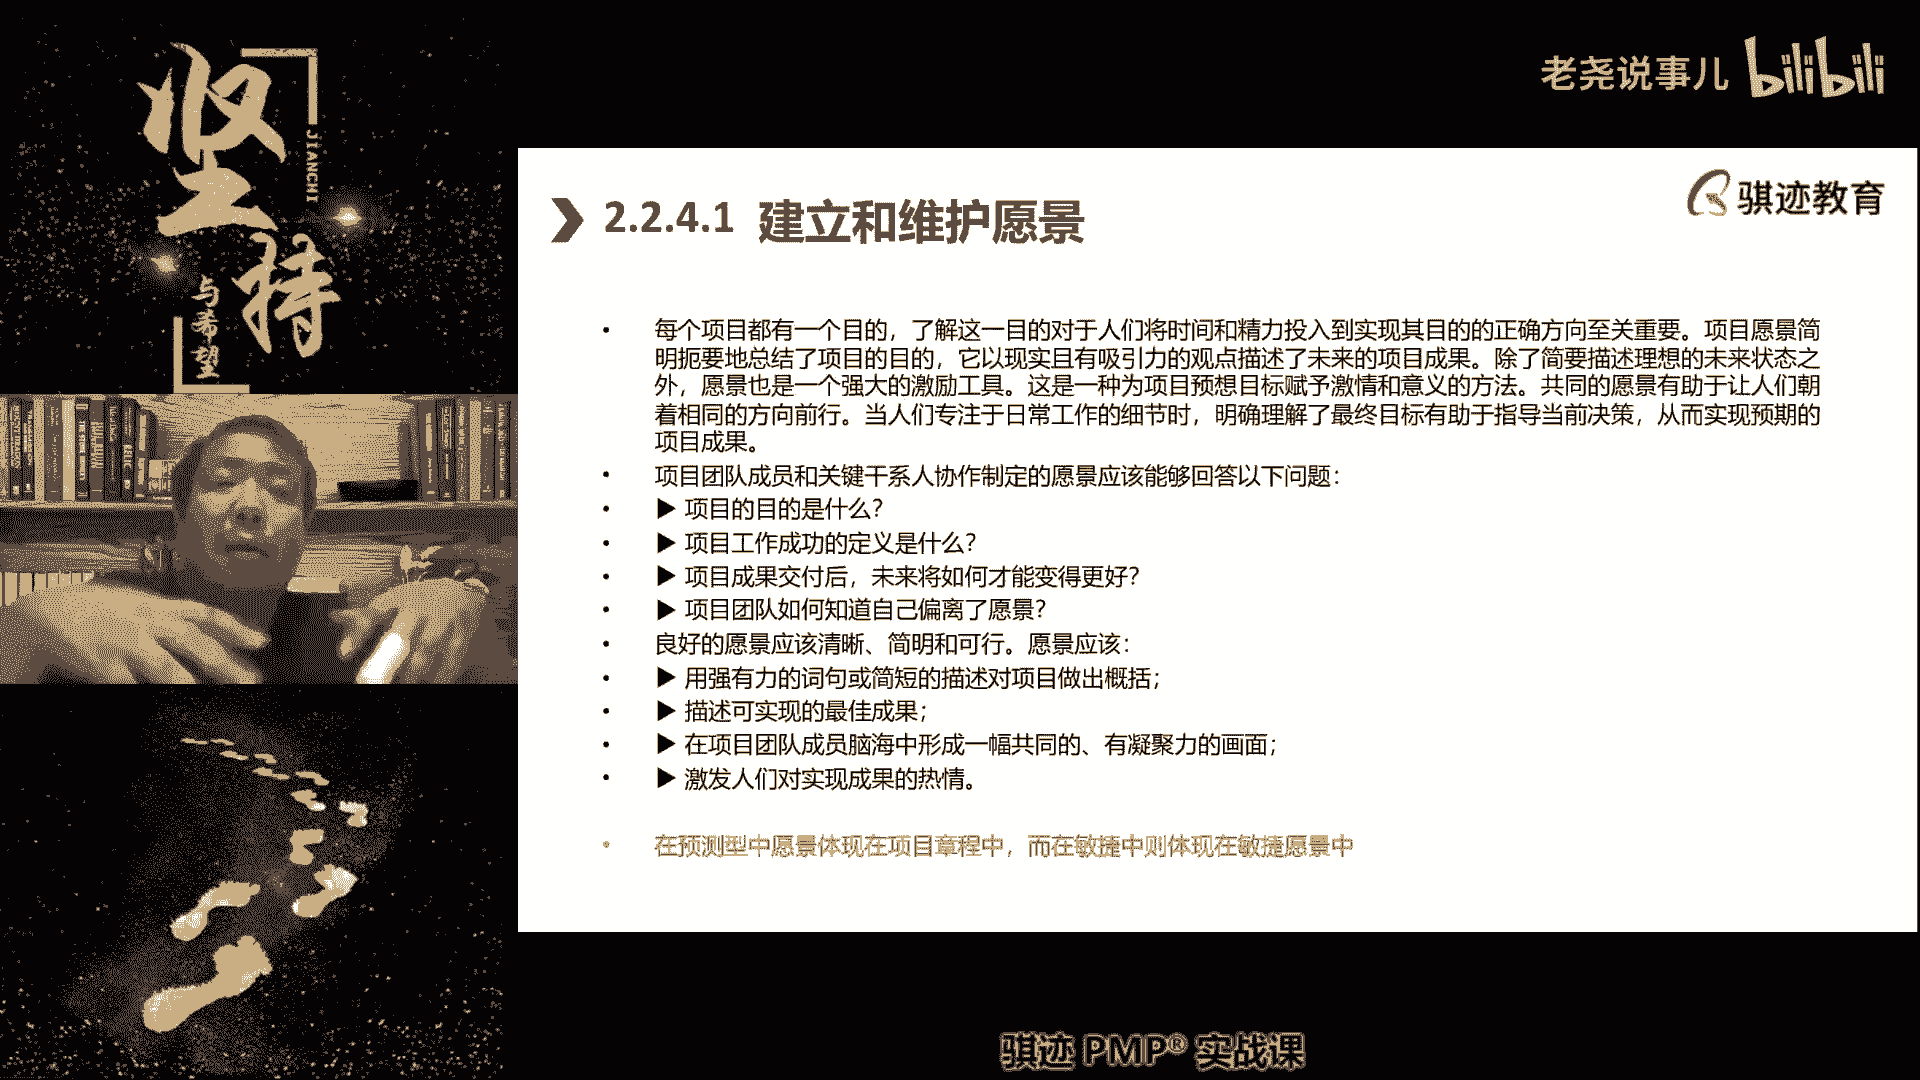 坚持
JIANCHI
与希望
老尧说事儿 bilibili
骐迹教育
2.2.4.1 建立和维护愿景
• 每个项目都有一个目的，了解这一目的对于人们将时间和精力投入到实现其目的的正确方向至关重要。项目愿景简
明扼要地总结了项目的目的，它以现实且有吸引力的观点描述了未来的项目成果。除了简要描述理想的未来状态之
外，愿景也是一个强大的激励工具。这是一种为项目预想目标赋予激情和意义的方法。共同的愿景有助于让人们朝
着相同的方向前行。当人们专注于日常工作的细节时，明确理解了最终目标有助于指导当前决策，从而实现预期的
项目成果。
• 项目团队成员和关键干系人协作制定的愿景应该能够回答以下问题：
• ▶ 项目的目的是什么？
• ▶ 项目工作成功的定义是什么？
• ▶ 项目成果交付后，未来将如何才能变得更好？
• ▶ 项目团队如何知道自己偏离了愿景？
• 良好的愿景应该清晰、简明和可行。愿景应该：
• ▶ 用强有力的词句或简短的描述对项目做出概括；
• ▶ 描述可实现的最佳成果；
• ▶ 在项目团队成员脑海中形成一幅共同的、有凝聚力的画面；
• ▶ 激发人们对实现成果的热情。
• 在预测型中愿景体现在项目章程中，而在敏捷中则体现在敏捷愿景中
骐迹 PMP® 实战课